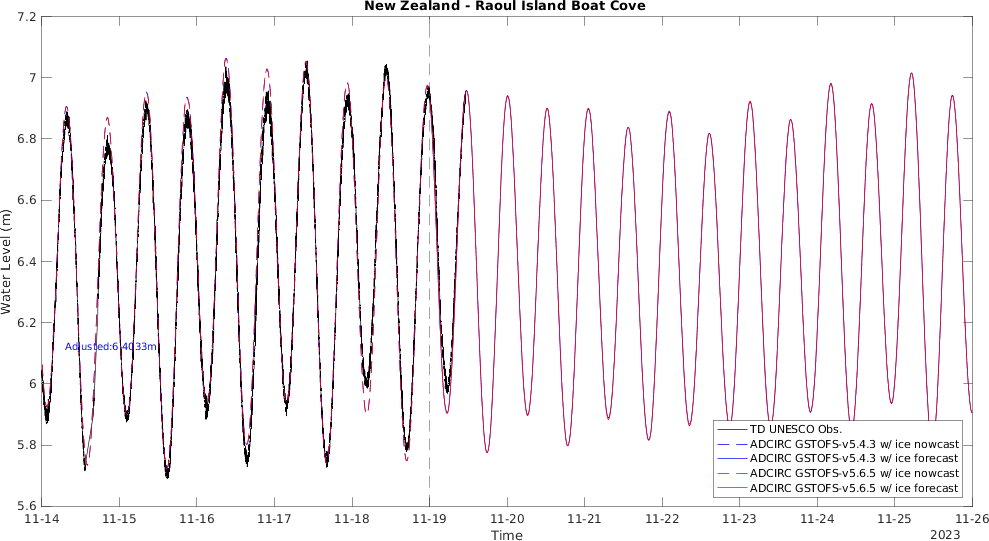 New Zealand - Raoul Island Boat Cove
7.2
7
6.8
6.6
6.4
6.2
6
5.8
5.6
Water Level (m)
Adjusted:6.4033m
TD UNESCO Obs.
ADCIRC GSTOFS-v5.4.3 w/ ice nowcast
ADCIRC GSTOFS-v5.4.3 w/ ice forecast
ADCIRC GSTOFS-v5.6.5 w/ ice nowcast
ADCIRC GSTOFS-v5.6.5 w/ ice forecast
11-14 11-15 11-16 11-17 11-18 11-19 11-20 11-21 11-22 11-23 11-24 11-25 11-26
Time
2023